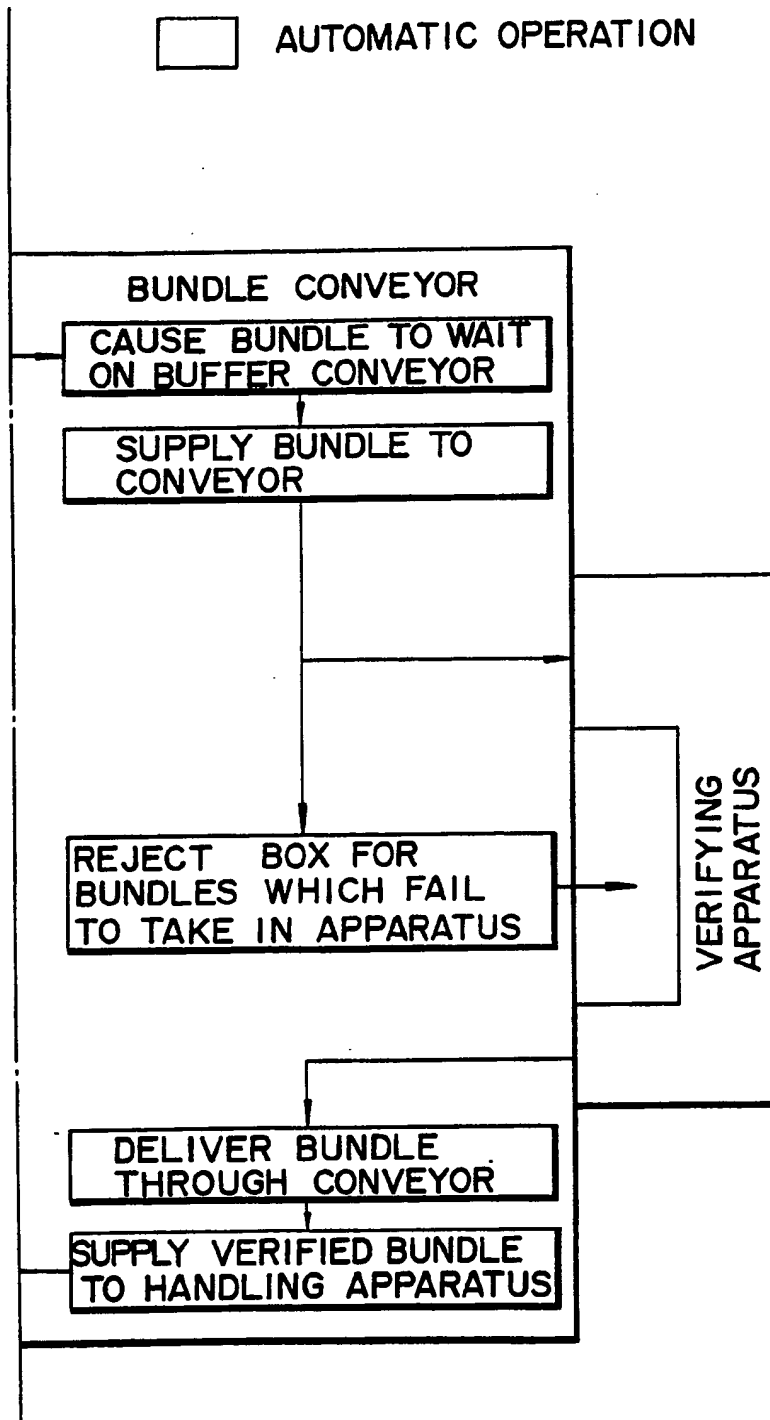 AUTOMATIC OPERATION
BUNDLE CONVEYOR
CAUSE BUNDLE TO WAIT
ON BUFFER CONVEYOR
SUPPLY BUNDLE TO
CONVEYOR
REJECT BOX FOR
BUNDLES WHICH FAIL
TO TAKE IN APPARATUS
VERIFYING
APPARATUS
DELIVER BUNDLE
THROUGH CONVEYOR
SUPPLY VERIFIED BUNDLE
TO HANDLING APPARATUS